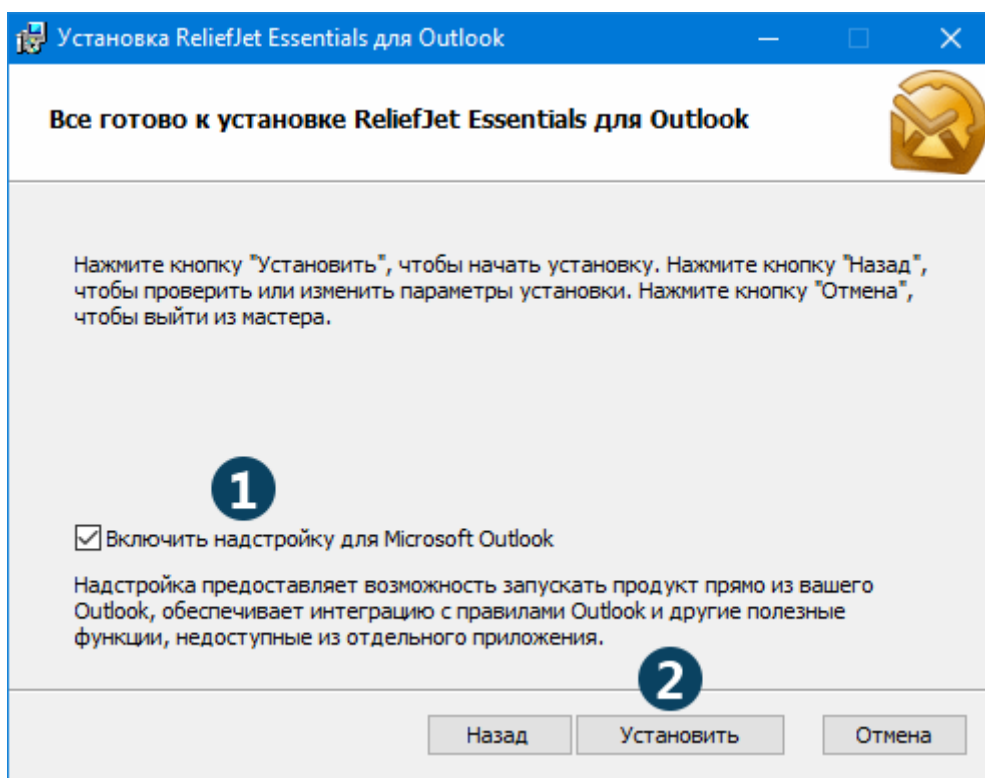 Установка ReliefJet Essentials для Outlook
Все готово к установке ReliefJet Essentials для Outlook
Нажмите кнопку "Установить", чтобы начать установку. Нажмите кнопку "Назад",
чтобы проверить или изменить параметры установки. Нажмите кнопку "Отмена",
чтобы выйти из мастера.
1
Включить надстройку для Microsoft Outlook
Надстройка предоставляет возможность запускать продукт прямо из вашего
Outlook, обеспечивает интеграцию с правилами Outlook и другие полезные
функции, недоступные из отдельного приложения.
2
Назад Установить Отмена